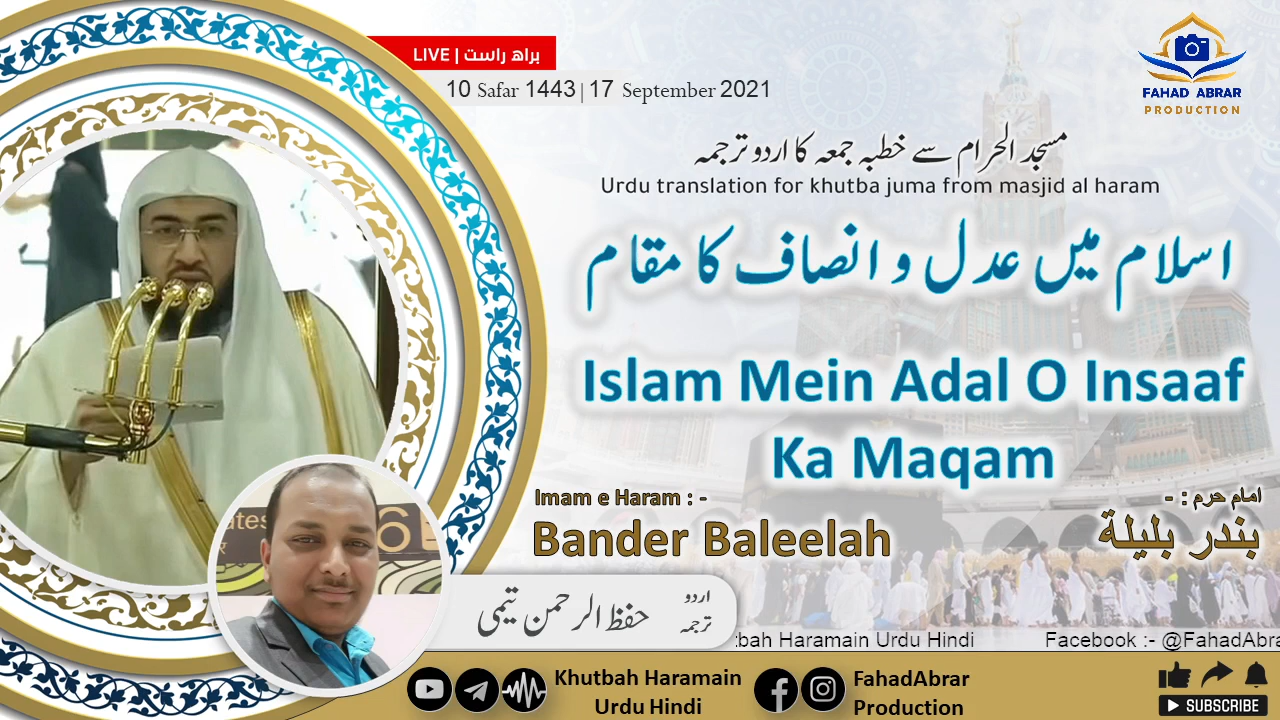 LIVE | براھ راست
10 Safar 1443 | 17 September 2021
FAHAD ABRAR
PRODUCTION
مسجد الحرام سے خطبہ جمعہ کا اردو ترجمہ
Urdu translation for khutba juma from masjid al haram
اسلام میں عدل و انصاف کا مقام
Islam Mein Adal O Insaaf
Ka Maqam
Imam e Haram : -
امام حرم : -
Bander Baleelah
بندر بليلة
اردو
ترجمہ
حفظ الرحمن تیمی
bah Haramain Urdu Hindi
Facebook :- @FahadAbra
Khutbah Haramain
Urdu Hindi
FahadAbrar
Production
SUBSCRIBE